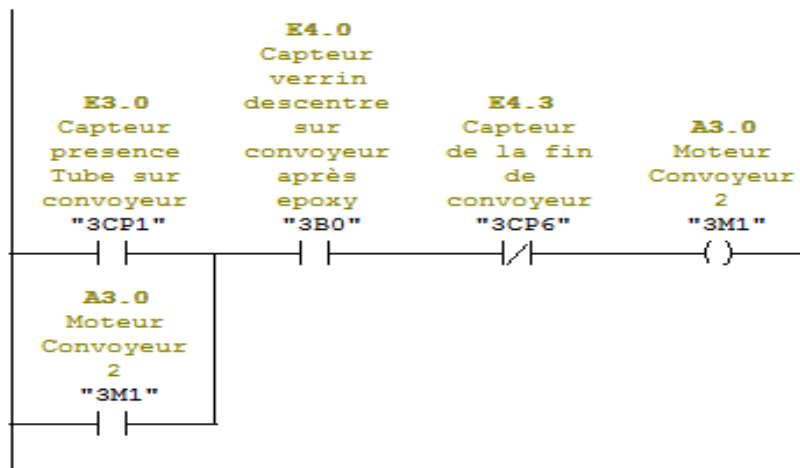 E3.0
Capteur
presence
Tube sur
convoyeur
"3CP1"
E4.0
Capteur
verrin
descentre
sur
convoyeur
après
epoxy
"3B0"
E4.3
Capteur
de la fin
de
convoyeur
"3CP6"
A3.0
Moteur
Convoyeur
2
"3M1"
A3.0
Moteur
Convoyeur
2
"3M1"